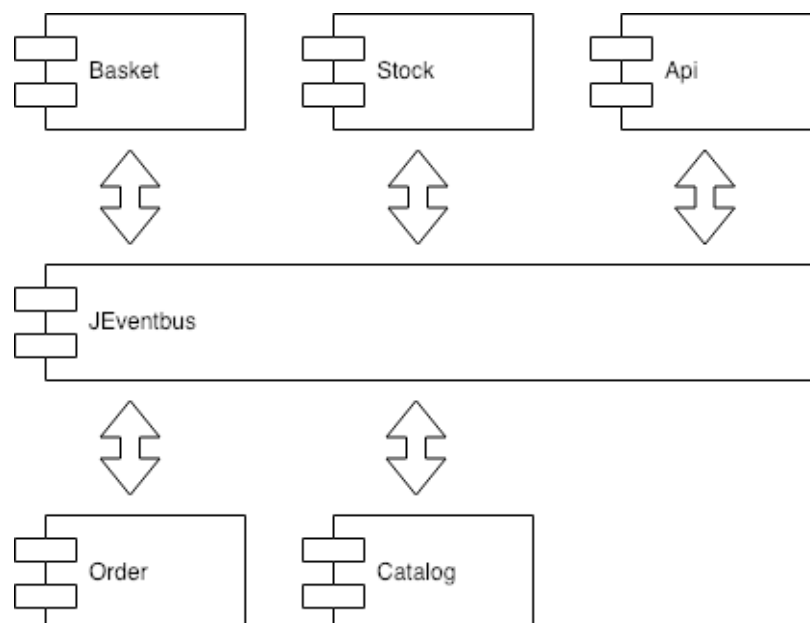 Basket
Stock
Api
JEventbus
Order
Catalog